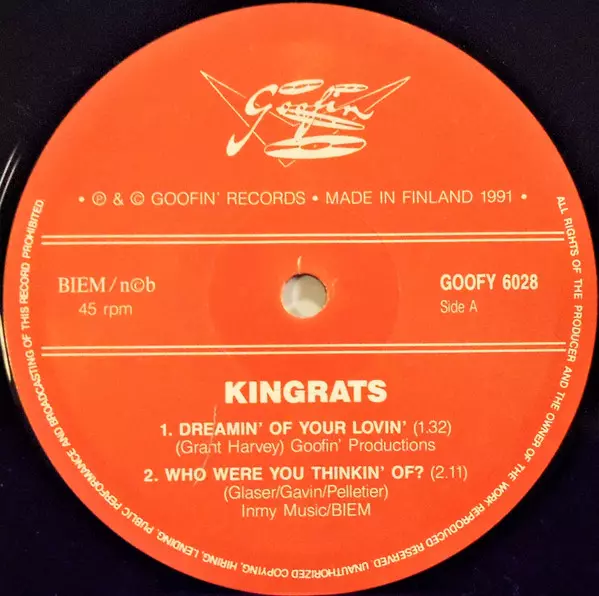 Goofin'
• ℗ & © GOOFIN' RECORDS • MADE IN FINLAND 1991 •
BIEM / n©b
45 rpm
GOOFY 6028
Side A
KINGRATS
1. DREAMIN' OF YOUR LOVIN' (1.32)
(Grant Harvey) Goofin' Productions
2. WHO WERE YOU THINKIN' OF? (2.11)
(Glaser/Gavin/Pelletier)
Inmy Music/BIEM
ALL RIGHTS OF THE PRODUCER AND THE OWNER OF THE WORK REPRODUCED RESERVED. UNAUTHORIZED COPYING, HIRING, LENDING, PUBLIC PERFORMANCE AND BROADCASTING OF THIS RECORD PROHIBITED